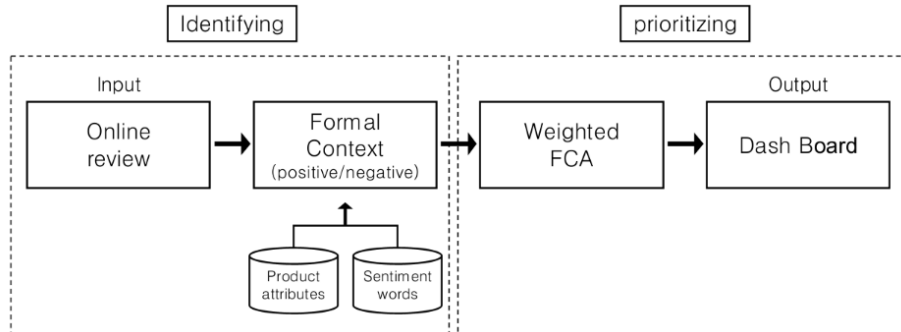 Identifying
prioritizing
Input
Output
Online
review
Formal
Context
(positive/negative)
Weighted
FCA
Dash Board
Product
attributes
Sentiment
words